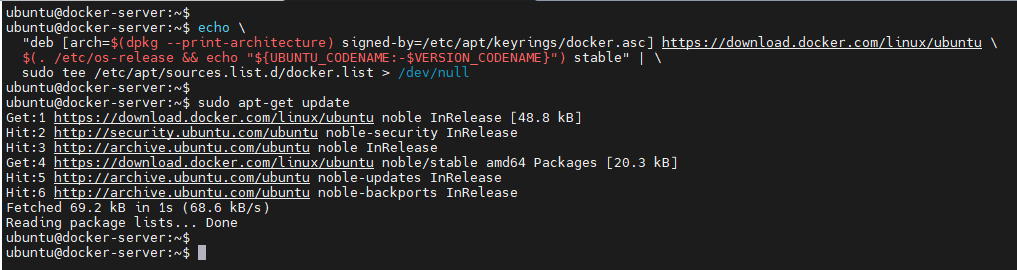 ubuntu@docker-server:~$
ubuntu@docker-server:~$ echo \
  "deb [arch=$(dpkg --print-architecture) signed-by=/etc/apt/keyrings/docker.asc] https://download.docker.com/linux/ubuntu \
  $(. /etc/os-release && echo "${UBUNTU_CODENAME:-$VERSION_CODENAME}") stable" | \
  sudo tee /etc/apt/sources.list.d/docker.list > /dev/null
ubuntu@docker-server:~$
ubuntu@docker-server:~$ sudo apt-get update
Get:1 https://download.docker.com/linux/ubuntu noble InRelease [48.8 kB]
Hit:2 http://security.ubuntu.com/ubuntu noble-security InRelease
Hit:3 http://archive.ubuntu.com/ubuntu noble InRelease
Get:4 https://download.docker.com/linux/ubuntu noble/stable amd64 Packages [20.3 kB]
Hit:5 http://archive.ubuntu.com/ubuntu noble-updates InRelease
Hit:6 http://archive.ubuntu.com/ubuntu noble-backports InRelease
Fetched 69.2 kB in 1s (68.6 kB/s)
Reading package lists... Done
ubuntu@docker-server:~$
ubuntu@docker-server:~$